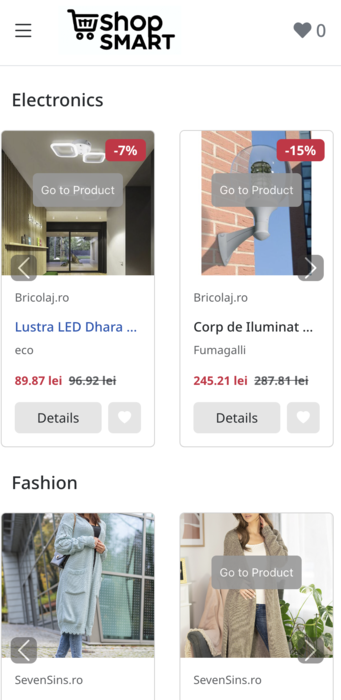 shop
SMART
0
Electronics
-7%
Go to Product
Bricolaj.ro
Lustra LED Dhara ...
eco
89.87 lei 96.92 lei
Details
-15%
Go to Product
Bricolaj.ro
Corp de Iluminat ...
Fumagalli
245.21 lei 287.81 lei
Details
Fashion
SevenSins.ro
Go to Product
SevenSins.ro